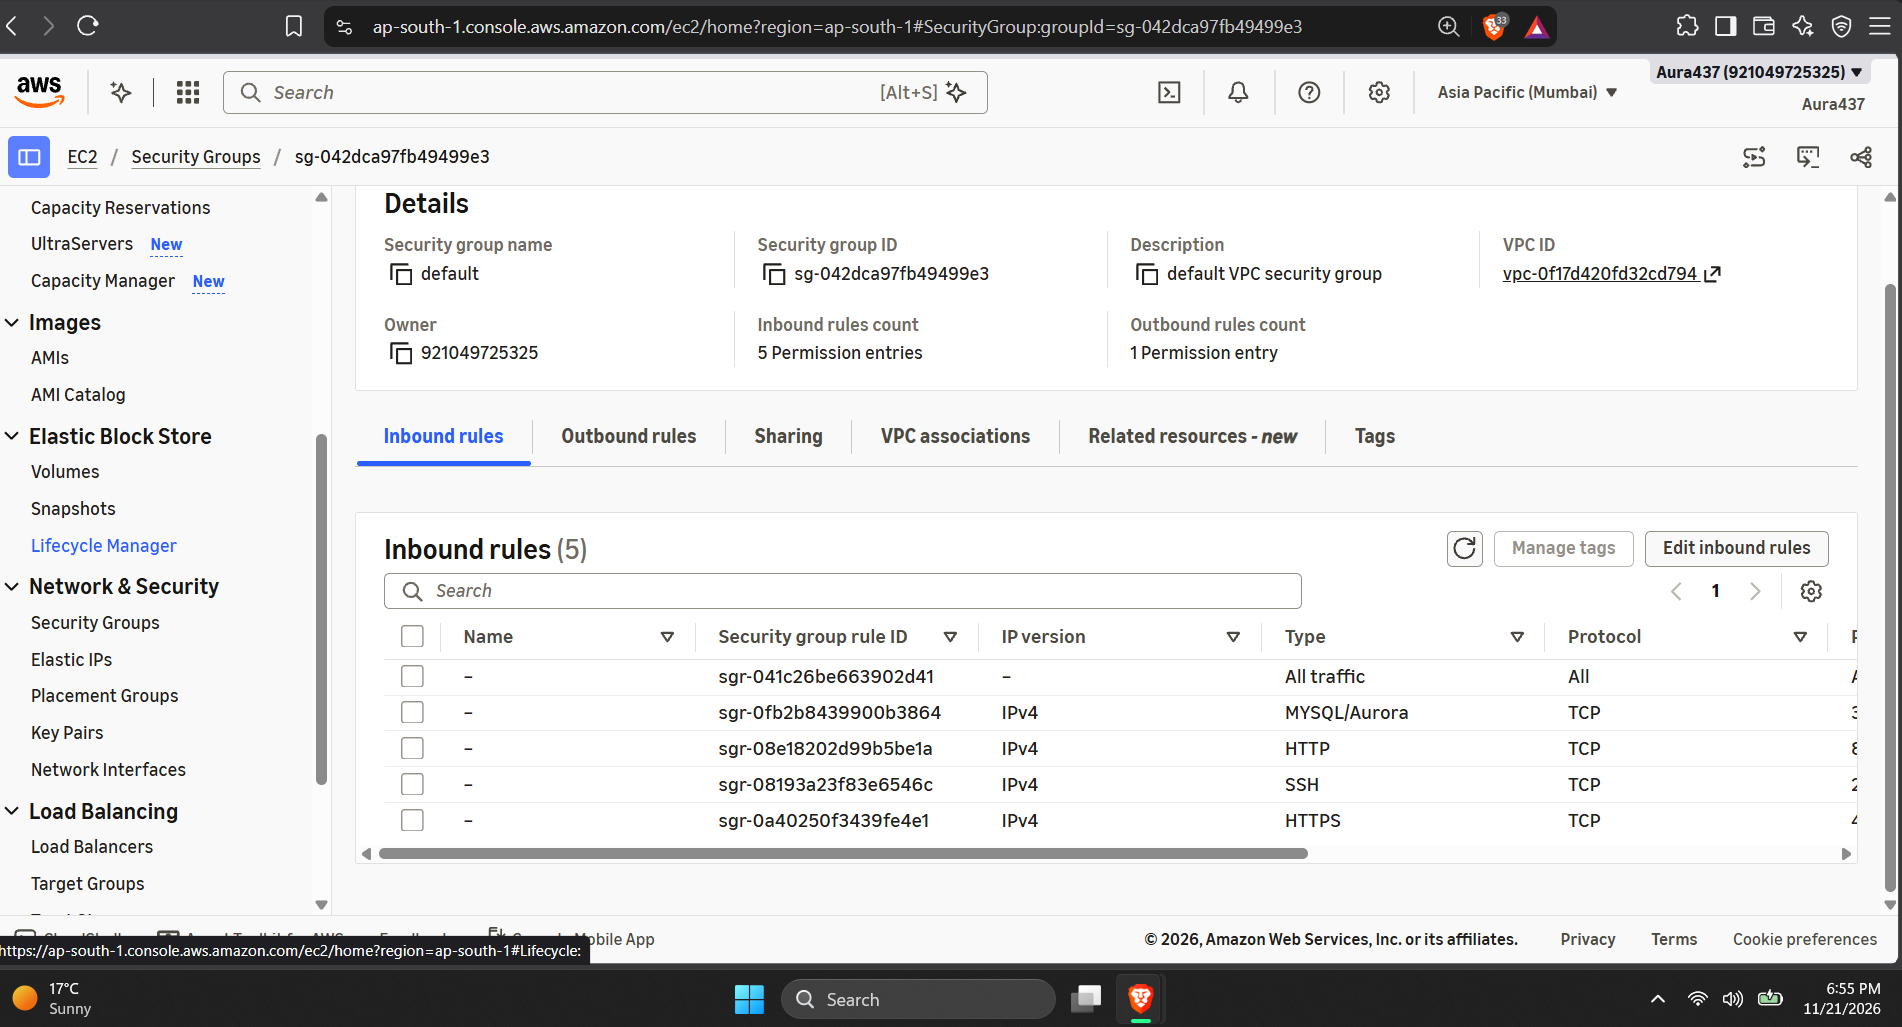 ap-south-1.console.aws.amazon.com/ec2/home?region=ap-south-1#SecurityGroup:groupId=sg-042dca97fb49499e3
33
aws
Search
[Alt+S]
Asia Pacific (Mumbai)
Aura437 (921049725325)
Aura437
EC2 / Security Groups / sg-042dca97fb49499e3
Capacity Reservations
UltraServers New
Capacity Manager New
Images
AMIs
AMI Catalog
Elastic Block Store
Volumes
Snapshots
Lifecycle Manager
Network & Security
Security Groups
Elastic IPs
Placement Groups
Key Pairs
Network Interfaces
Load Balancing
Load Balancers
Target Groups
Details
Security group name
default
Security group ID
sg-042dca97fb49499e3
Description
default VPC security group
VPC ID
vpc-0f17d420fd32cd794
Owner
921049725325
Inbound rules count
5 Permission entries
Outbound rules count
1 Permission entry
Inbound rules
Outbound rules
Sharing
VPC associations
Related resources - new
Tags
Inbound rules (5)
Manage tags
Edit inbound rules
Search
1
Name Security group rule ID IP version Type Protocol
– sgr-041c26be663902d41 – All traffic All
– sgr-0fb2b8439900b3864 IPv4 MYSQL/Aurora TCP
– sgr-08e18202d99b5be1a IPv4 HTTP TCP
– sgr-08193a23f83e6546c IPv4 SSH TCP
– sgr-0a40250f3439fe4e1 IPv4 HTTPS TCP
Mobile App
© 2026, Amazon Web Services, Inc. or its affiliates.
Privacy
Terms
Cookie preferences
https://ap-south-1.console.aws.amazon.com/ec2/home?region=ap-south-1#Lifecycle:
17°C
Sunny
Search
6:55 PM
11/21/2026